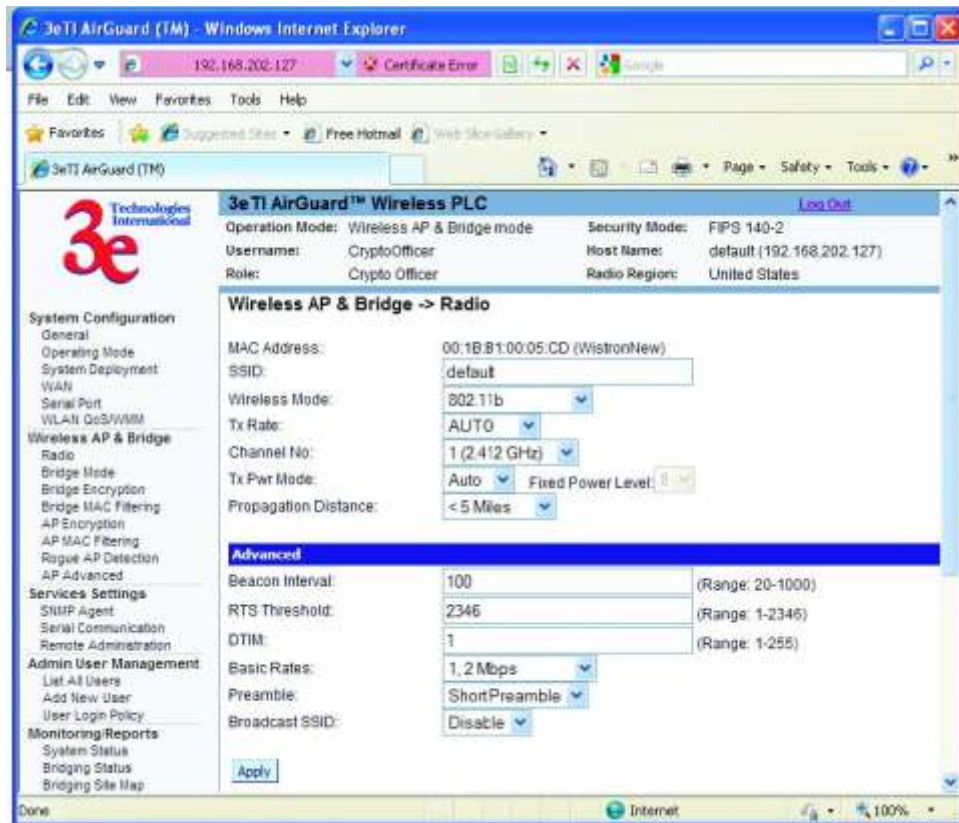 3eTI AirGuard (TM) - Windows Internet Explorer
192.168.202.127 Certificate Error Google
File Edit View Favorites Tools Help
Favorites Suggested Sites Free Hotmail Web Slice Gallery
3eTI AirGuard (TM) Page Safety Tools
3e Technologies International
3eTI AirGuard™ Wireless PLC Log Out
Operation Mode: Wireless AP & Bridge mode Security Mode: FIPS 140-2
Username: CryptoOfficer Host Name: default (192.168.202.127)
Role: Crypto Officer Radio Region: United States
System Configuration
General
Operating Mode
System Deployment
WAN
Serial Port
WLAN QoS/WMM
Wireless AP & Bridge
Radio
Bridge Mode
Bridge Encryption
Bridge MAC Filtering
AP Encryption
AP MAC Filtering
Rogue AP Detection
AP Advanced
Services Settings
SNMP Agent
Serial Communication
Remote Administration
Admin User Management
List All Users
Add New User
User Login Policy
Monitoring/Reports
System Status
Bridging Status
Bridging Site Map
Wireless AP & Bridge -> Radio
MAC Address: 00:1B:B1:00:05:CD (WistronNew)
SSID: default
Wireless Mode: 802.11b
Tx Rate: AUTO
Channel No: 1 (2.412 GHz)
Tx Pwr Mode: Auto Fixed Power Level:
Propagation Distance: < 5 Miles
Advanced
Beacon Interval: 100 (Range: 20-1000)
RTS Threshold: 2346 (Range: 1-2346)
DTIM: 1 (Range: 1-255)
Basic Rates: 1, 2 Mbps
Preamble: ShortPreamble
Broadcast SSID: Disable
Apply
Done Internet 100%